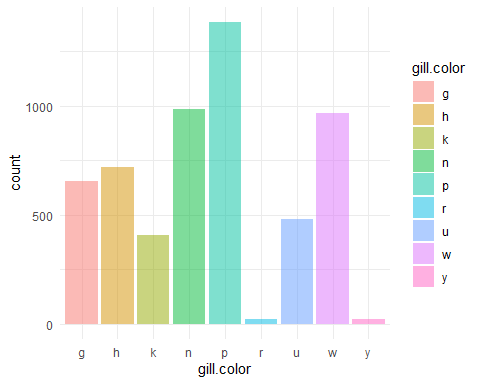 gill.color
g
h
k
n
p
r
u
w
y
count
1000
500
0
g h k n p r u w y
gill.color